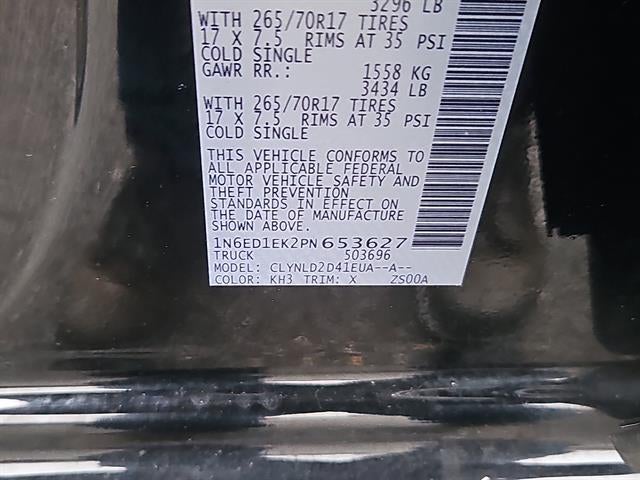 3296 LB
WITH 265/70R17 TIRES
17 X 7.5 RIMS AT 35 PSI
COLD SINGLE
GAWR RR.: 1558 KG
3434 LB
WITH 265/70R17 TIRES
17 X 7.5 RIMS AT 35 PSI
COLD SINGLE
THIS VEHICLE CONFORMS TO
ALL APPLICABLE FEDERAL
MOTOR VEHICLE SAFETY AND
THEFT PREVENTION
STANDARDS IN EFFECT ON
THE DATE OF MANUFACTURE
SHOWN ABOVE.
1N6ED1EK2PN653627
TRUCK 503696
MODEL: CLYNLD2D41EUA--A--
COLOR: KH3 TRIM: X ZS00A